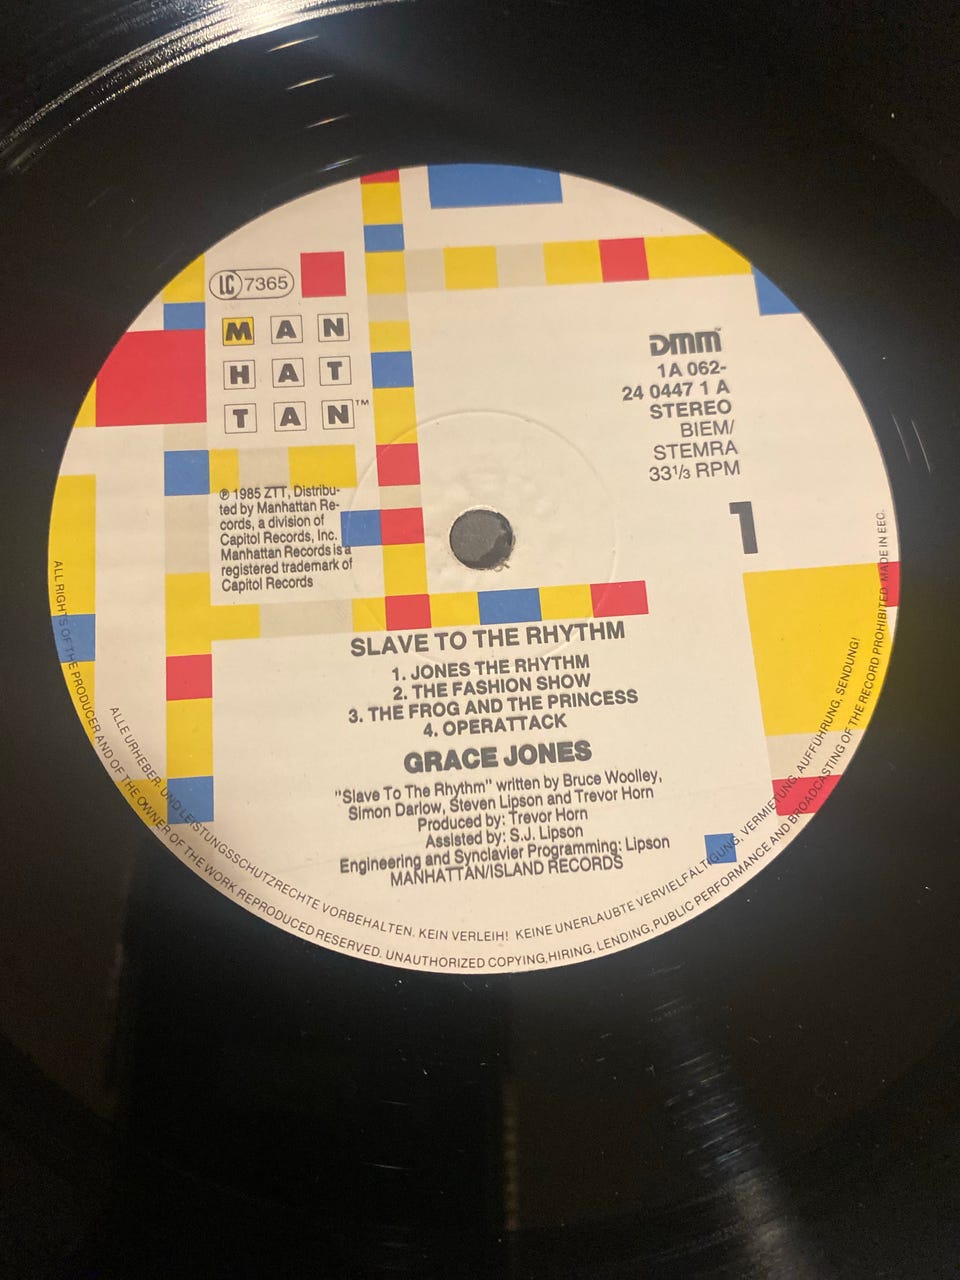 LC 7365
MAN
HAT
TAN™
℗ 1985 ZTT, Distribu-
ted by Manhattan Re-
cords, a division of
Capitol Records, Inc.
Manhattan Records is a
registered trademark of
Capitol Records
DMM™
1A 062-
24 0447 1 A
STEREO
BIEM/
STEMRA
33⅓ RPM
1
SLAVE TO THE RHYTHM
1. JONES THE RHYTHM
2. THE FASHION SHOW
3. THE FROG AND THE PRINCESS
4. OPERATTACK
GRACE JONES
"Slave To The Rhythm" written by Bruce Woolley,
Simon Darlow, Steven Lipson and Trevor Horn
Produced by: Trevor Horn
Assisted by: S.J. Lipson
Engineering and Synclavier Programming: Lipson
MANHATTAN/ISLAND RECORDS
ALLE URHEBER- UND LEISTUNGSSCHUTZRECHTE VORBEHALTEN. KEIN VERLEIH! KEINE UNERLAUBTE VERVIELFÄLTIGUNG, VERMIETUNG, AUFFÜHRUNG, SENDUNG!
ALL RIGHTS OF THE PRODUCER AND OF THE OWNER OF THE WORK REPRODUCED RESERVED. UNAUTHORIZED COPYING, HIRING, LENDING, PUBLIC PERFORMANCE AND BROADCASTING OF THE RECORD PROHIBITED. MADE IN EEC.